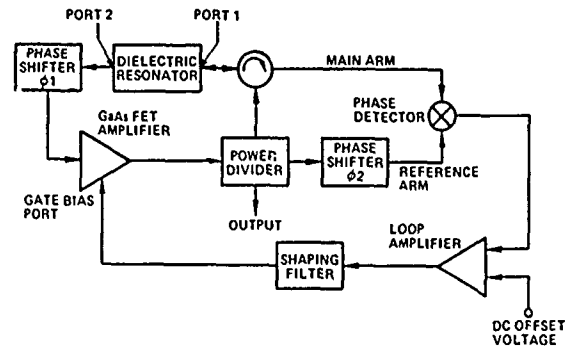 PORT 2
PORT 1
PHASE
SHIFTER
ϕ1
DIELECTRIC
RESONATOR
MAIN ARM
PHASE
DETECTOR
GaAs FET
AMPLIFIER
POWER
DIVIDER
PHASE
SHIFTER
ϕ2
REFERENCE
ARM
GATE BIAS
PORT
OUTPUT
LOOP
AMPLIFIER
SHAPING
FILTER
DC OFFSET
VOLTAGE